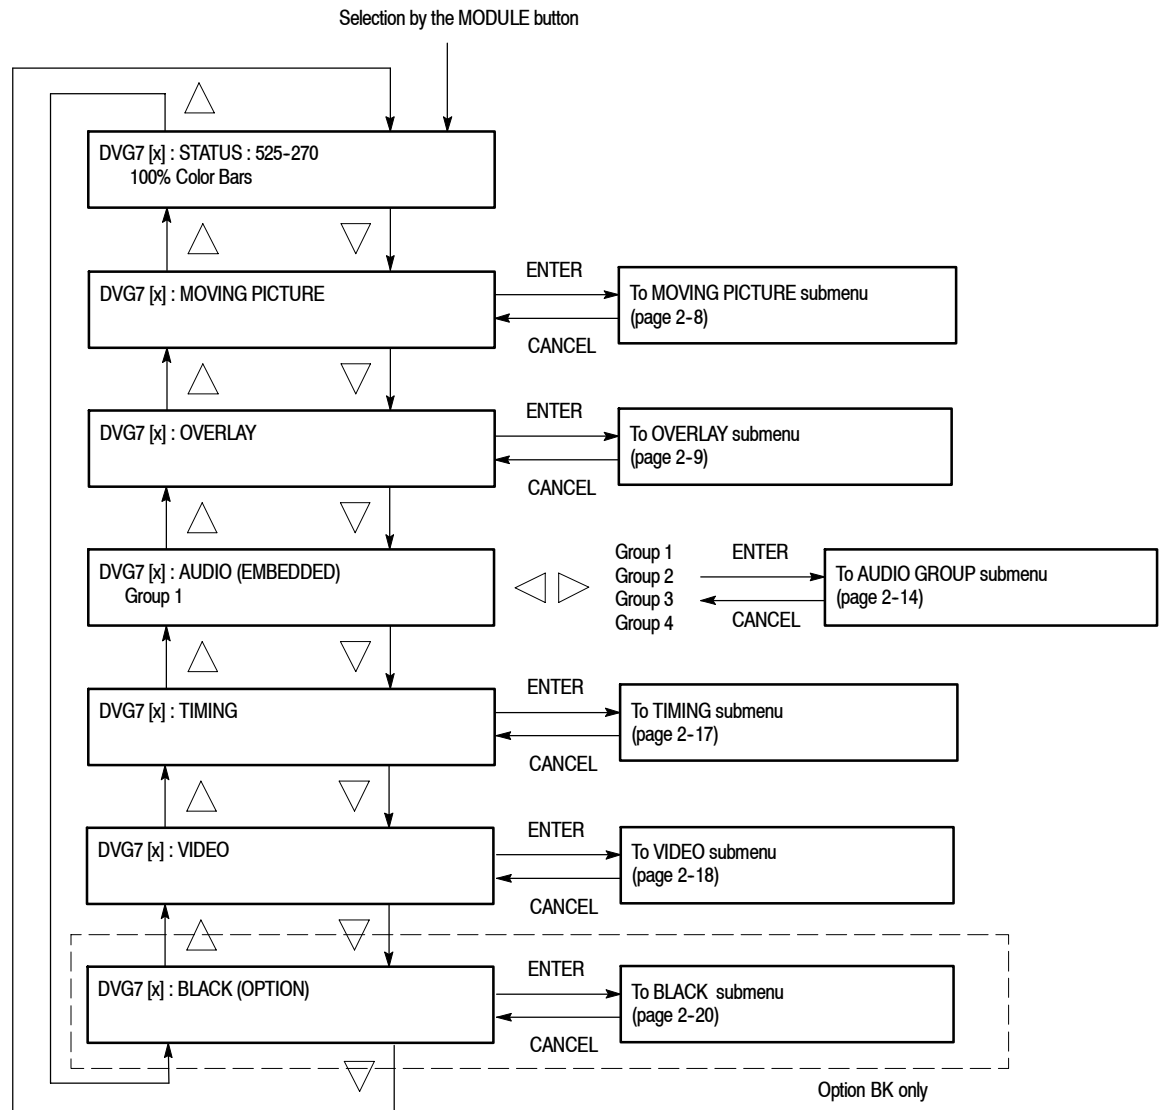 Selection by the MODULE button
DVG7 [x] : STATUS : 525-270
100% Color Bars
DVG7 [x] : MOVING PICTURE
ENTER
CANCEL
To MOVING PICTURE submenu
(page 2-8)
DVG7 [x] : OVERLAY
ENTER
CANCEL
To OVERLAY submenu
(page 2-9)
DVG7 [x] : AUDIO (EMBEDDED)
Group 1
Group 1
Group 2
Group 3
Group 4
ENTER
CANCEL
To AUDIO GROUP submenu
(page 2-14)
DVG7 [x] : TIMING
ENTER
CANCEL
To TIMING submenu
(page 2-17)
DVG7 [x] : VIDEO
ENTER
CANCEL
To VIDEO submenu
(page 2-18)
DVG7 [x] : BLACK (OPTION)
ENTER
CANCEL
To BLACK submenu
(page 2-20)
Option BK only